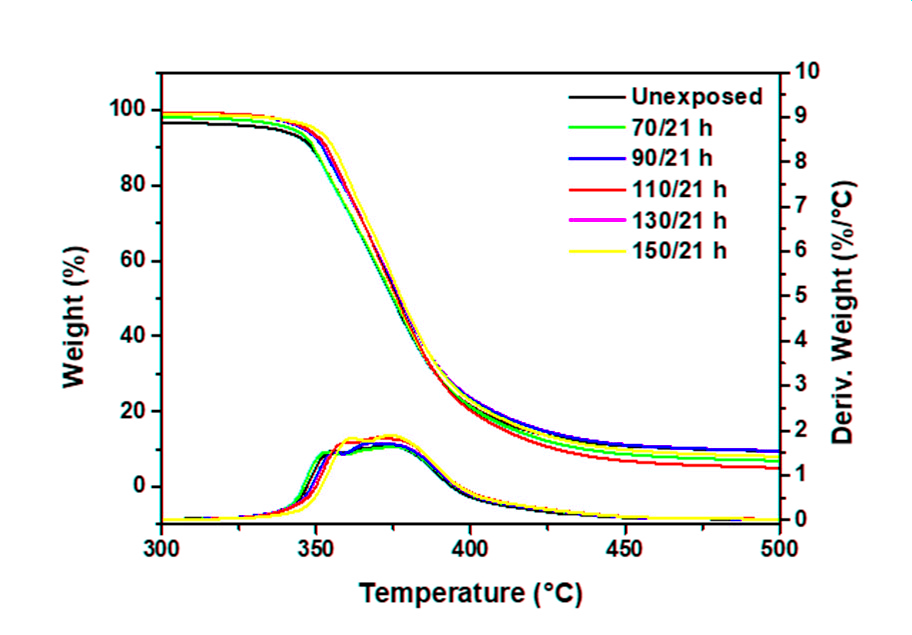 10
100
9
8
80
7
60
6
5
40
4
3
20
2
1
0
0
300
350
400
450
500
Unexposed
70/21 h
90/21 h
110/21 h
130/21 h
150/21 h
Weight (%)
Deriv. Weight (%/°C)
Temperature (°C)